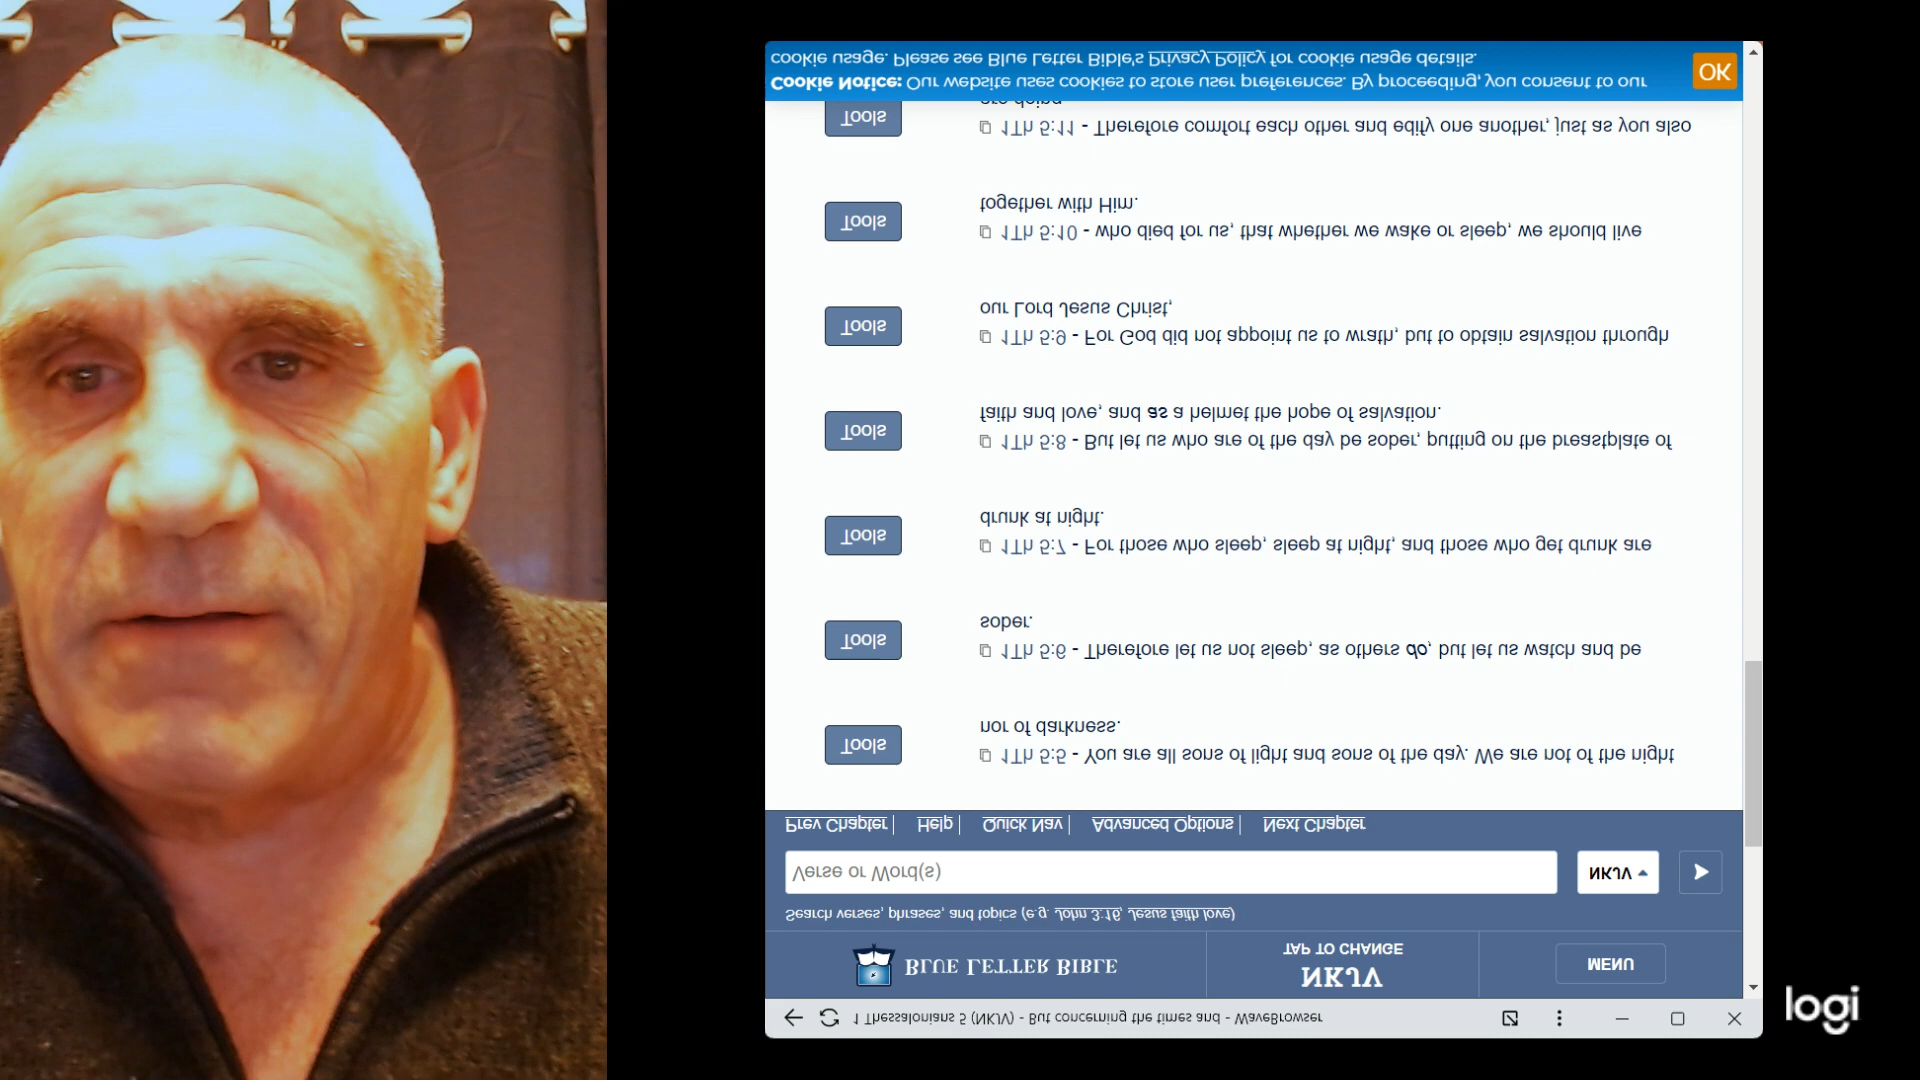 1 Thessalonians 5 (NKJV) - But concerning the times and - WaveBrowser
BLUE LETTER BIBLE
NKJV
TAP TO CHANGE
MENU
Search verses, phrases, and topics (e.g. John 3:16, Jesus faith love)
Verse or Word(s)
NKJV
Prev Chapter | Help | Quick Nav | Advanced Options | Next Chapter
Tools
1Th 5:5 - You are all sons of light and sons of the day. We are not of the night
nor of darkness.
Tools
1Th 5:6 - Therefore let us not sleep, as others do, but let us watch and be
sober.
Tools
1Th 5:7 - For those who sleep, sleep at night, and those who get drunk are
drunk at night.
Tools
1Th 5:8 - But let us who are of the day be sober, putting on the breastplate of
faith and love, and as a helmet the hope of salvation.
Tools
1Th 5:9 - For God did not appoint us to wrath, but to obtain salvation through
our Lord Jesus Christ,
Tools
1Th 5:10 - who died for us, that whether we wake or sleep, we should live
together with Him.
Tools
1Th 5:11 - Therefore comfort each other and edify one another, just as you also
are doing.
Cookie Notice: Our website uses cookies to store user preferences. By proceeding, you consent to our
cookie usage. Please see Blue Letter Bible's Privacy Policy for cookie usage details.
OK
logi